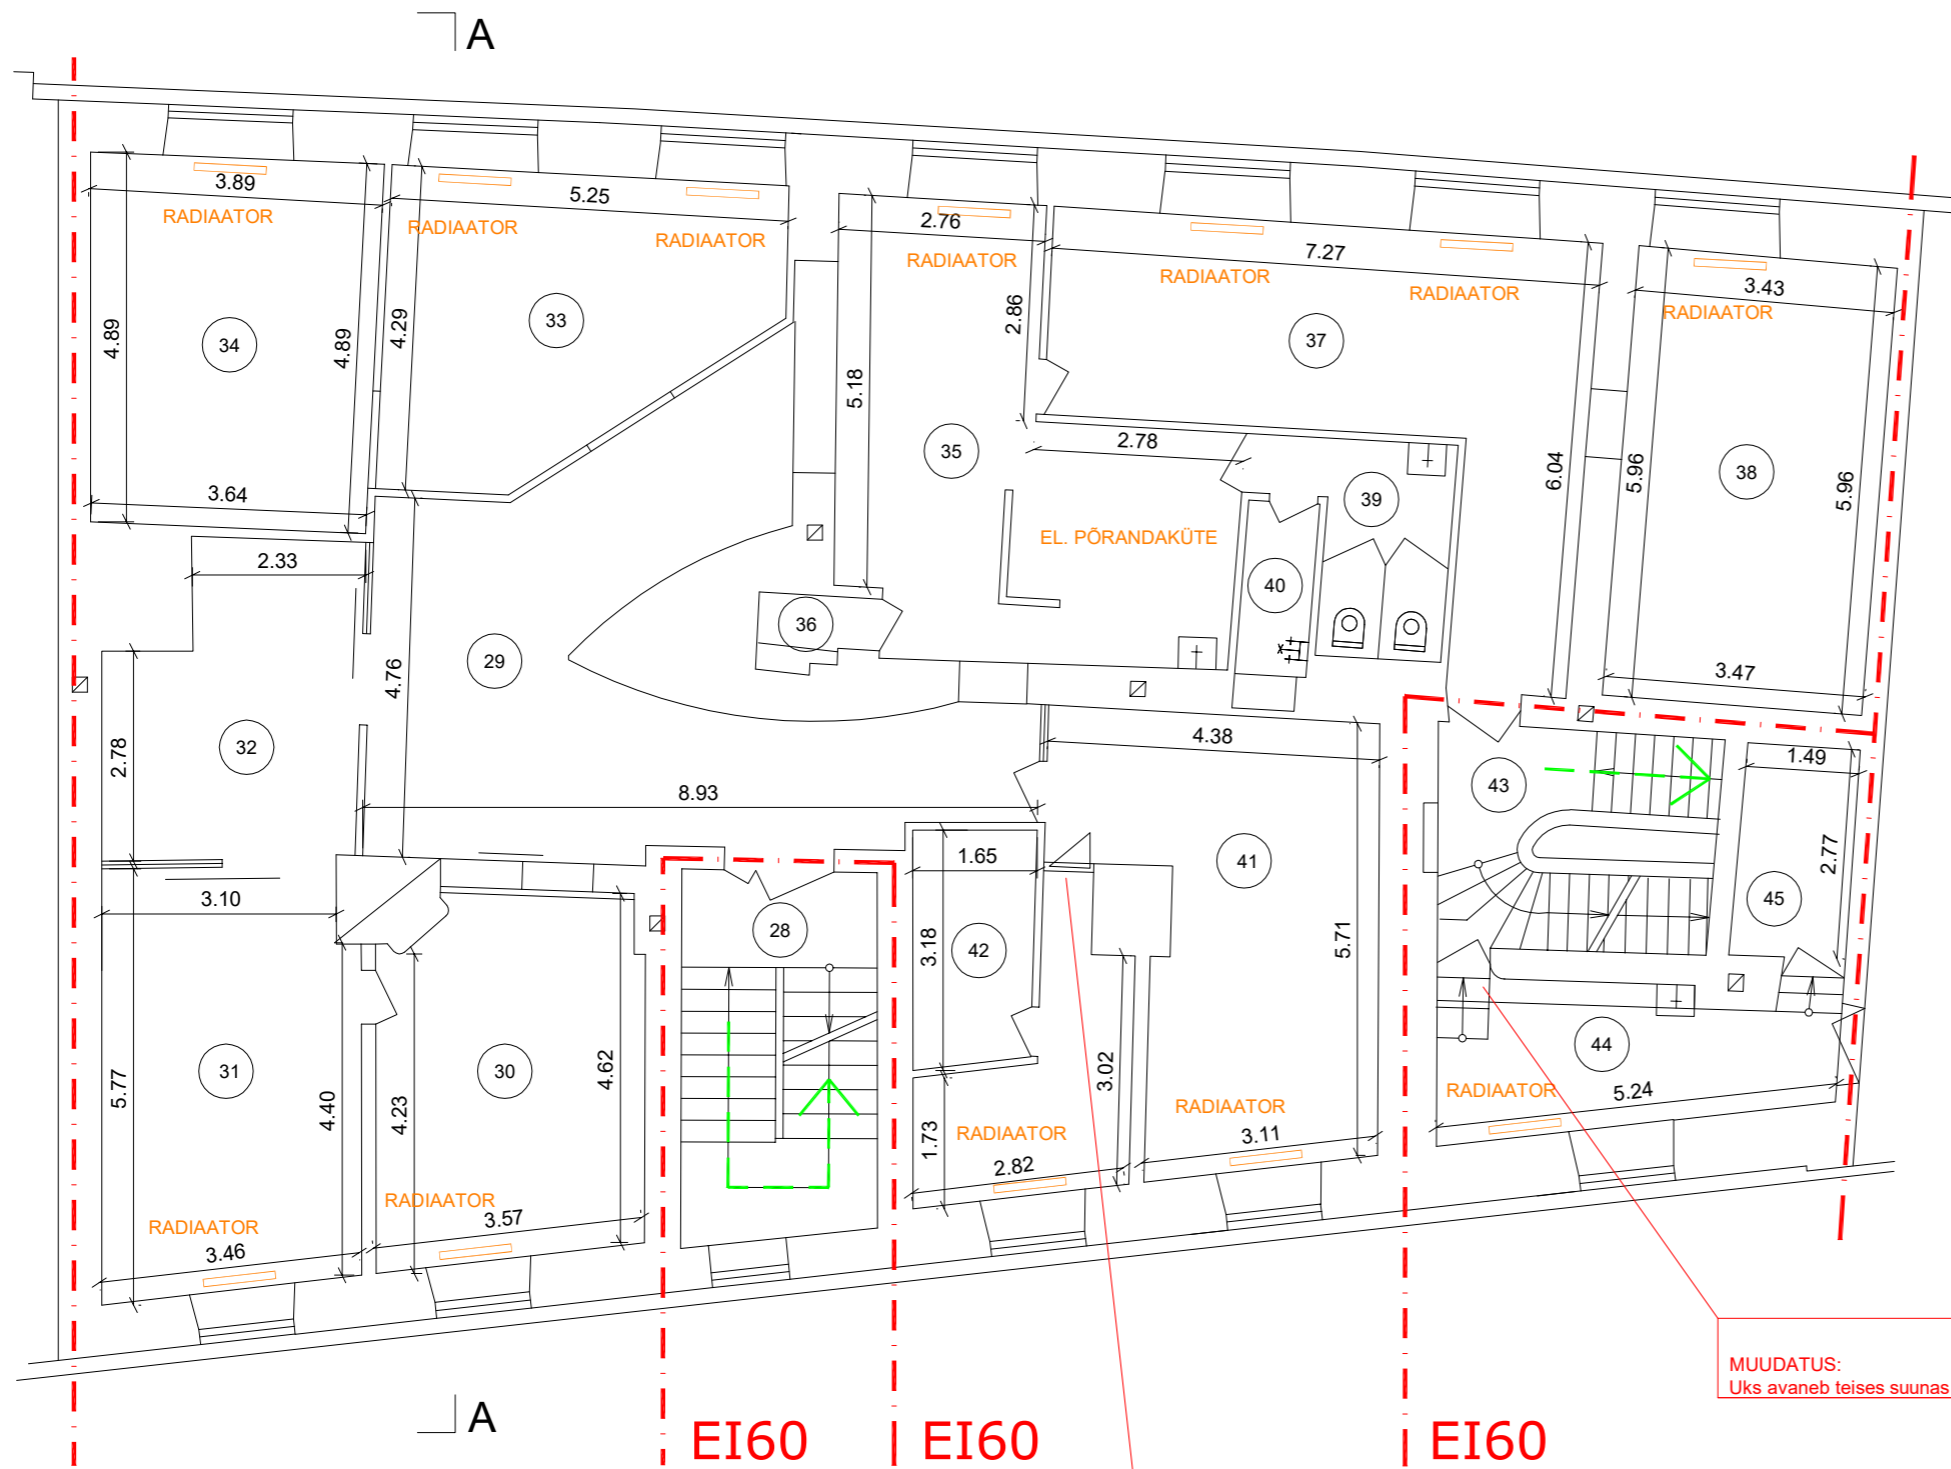 A
3.89
RADIAATOR
5.25
RADIAATOR
RADIAATOR
2.76
RADIAATOR
7.27
RADIAATOR
RADIAATOR
3.43
RADIAATOR
4.89
34
4.89
4.29
33
5.18
2.86
37
35
2.78
6.04
5.96
38
5.96
3.64
39
EL. PÕRANDAKÜTE
2.33
40
36
29
4.76
3.47
2.78
32
4.38
43
1.49
8.93
1.65
41
2.77
3.10
28
3.18
42
5.71
45
31
5.77
4.40
30
4.23
4.62
3.02
44
RADIAATOR
5.24
RADIAATOR
3.11
RADIAATOR
1.73
2.82
RADIAATOR
3.57
RADIAATOR
3.46
MUUDATUS:
Uks avaneb teises suunas
A
EI60
EI60
EI60